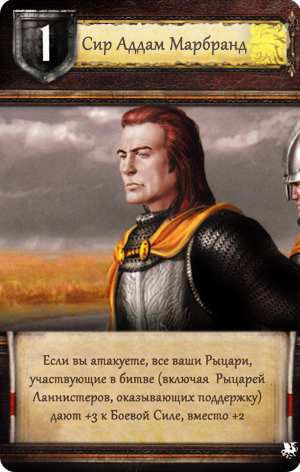 1
Сир Аддам Марбранд
Если вы атакуете, все ваши Рыцари,
участвующие в битве (включая Рыцарей
Ланнистеров, оказывающих поддержку)
дают +3 к Боевой Силе, вместо +2